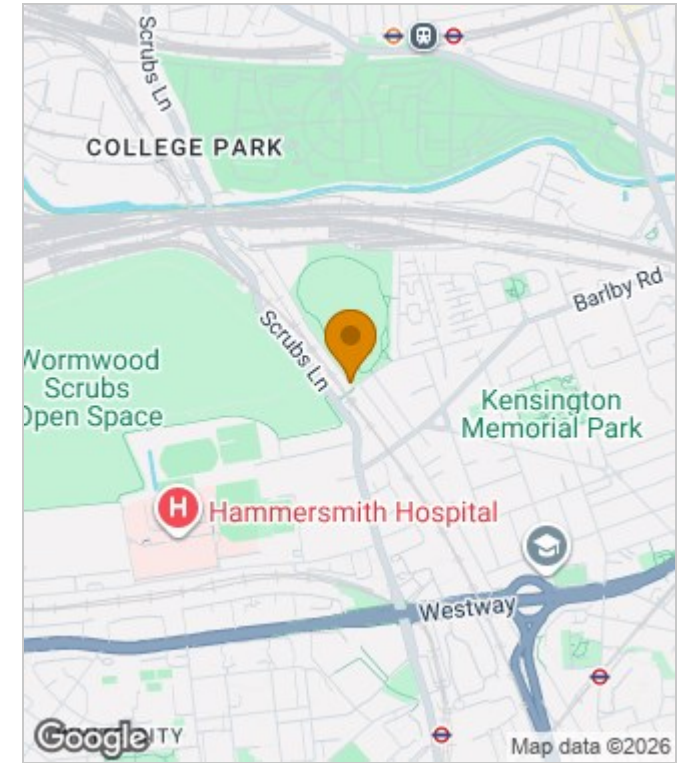 Scrubs Ln
COLLEGE PARK
Barlby Rd
Scrubs Ln
Wormwood
Scrubs
Open Space
Kensington
Memorial Park
H
Hammersmith Hospital
Westway
Google
ITY
Map data ©2026